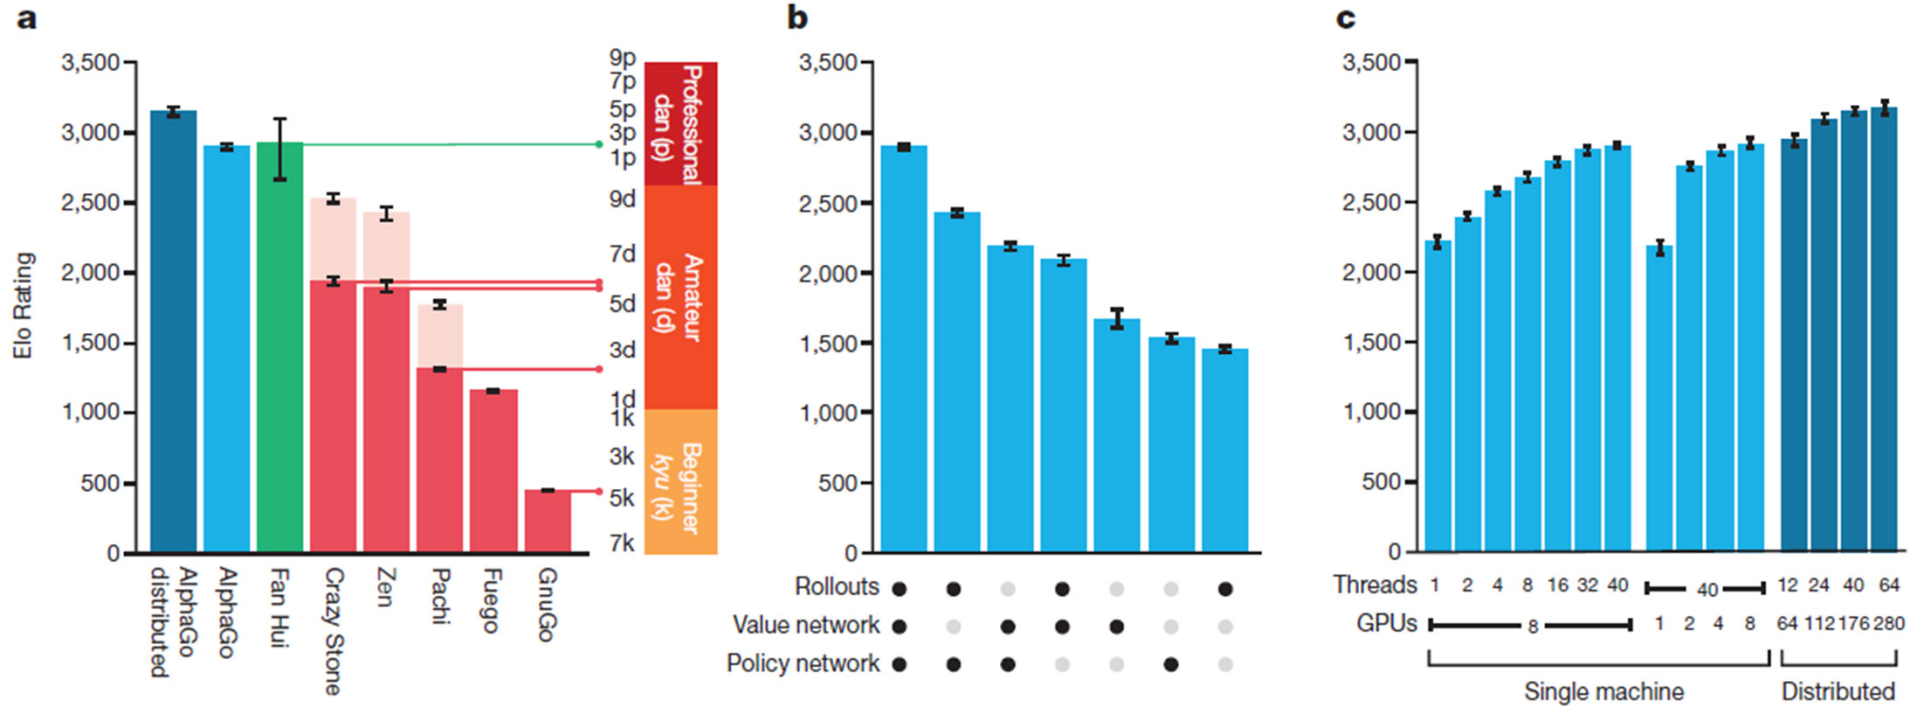 a
3,500
3,000
2,500
2,000
1,500
1,000
500
0
Elo Rating
AlphaGo
distributed
AlphaGo
Fan Hui
Crazy Stone
Zen
Pachi
Fuego
GnuGo
9p
7p
5p
3p
1p
9d
7d
5d
3d
1d
1k
3k
5k
7k
Professional
dan (p)
Amateur
dan (d)
Beginner
kyu (k)
b
3,500
3,000
2,500
2,000
1,500
1,000
500
0
Rollouts
Value network
Policy network
c
3,500
3,000
2,500
2,000
1,500
1,000
500
0
Threads 1 2 4 8 16 32 40 40 12 24 40 64
GPUs 8 1 2 4 8 64 112 176 280
Single machine Distributed